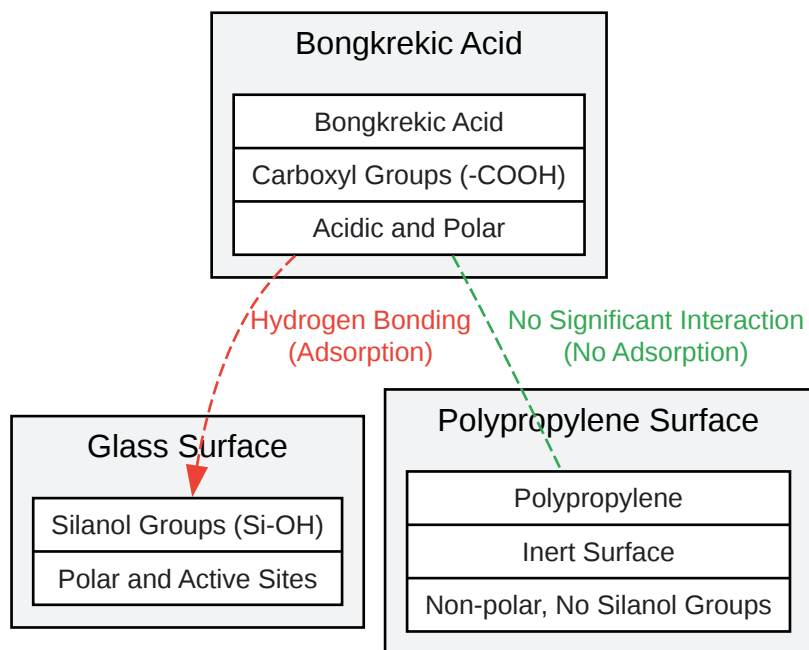 Bongkrekic Acid
Bongkrekic Acid
Carboxyl Groups (-COOH)
Acidic and Polar
Hydrogen Bonding
(Adsorption)
No Significant Interaction
(No Adsorption)
Glass Surface
Silanol Groups (Si-OH)
Polar and Active Sites
Polypropylene Surface
Polypropylene
Inert Surface
Non-polar, No Silanol Groups